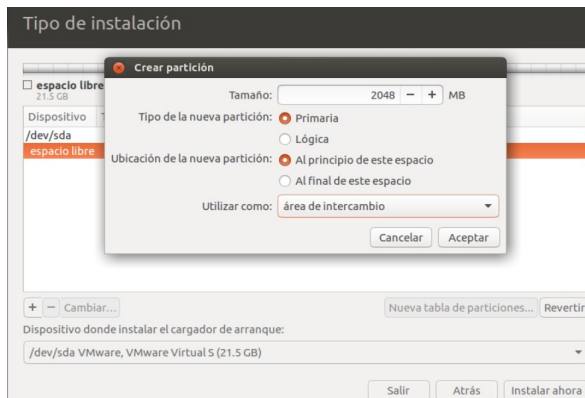 Tipo de instalación
Crear partición
espacio libre
21.5 GB
Tamaño: 2048 − + MB
Dispositivo
Tipo de la nueva partición: Primaria
/dev/sda
Lógica
espacio libre
Ubicación de la nueva partición: Al principio de este espacio
Al final de este espacio
Utilizar como: área de intercambio
Cancelar Aceptar
+ − Cambiar... Nueva tabla de particiones... Revertir
Dispositivo donde instalar el cargador de arranque:
/dev/sda VMware, VMware Virtual S (21.5 GB)
Salir Atrás Instalar ahora